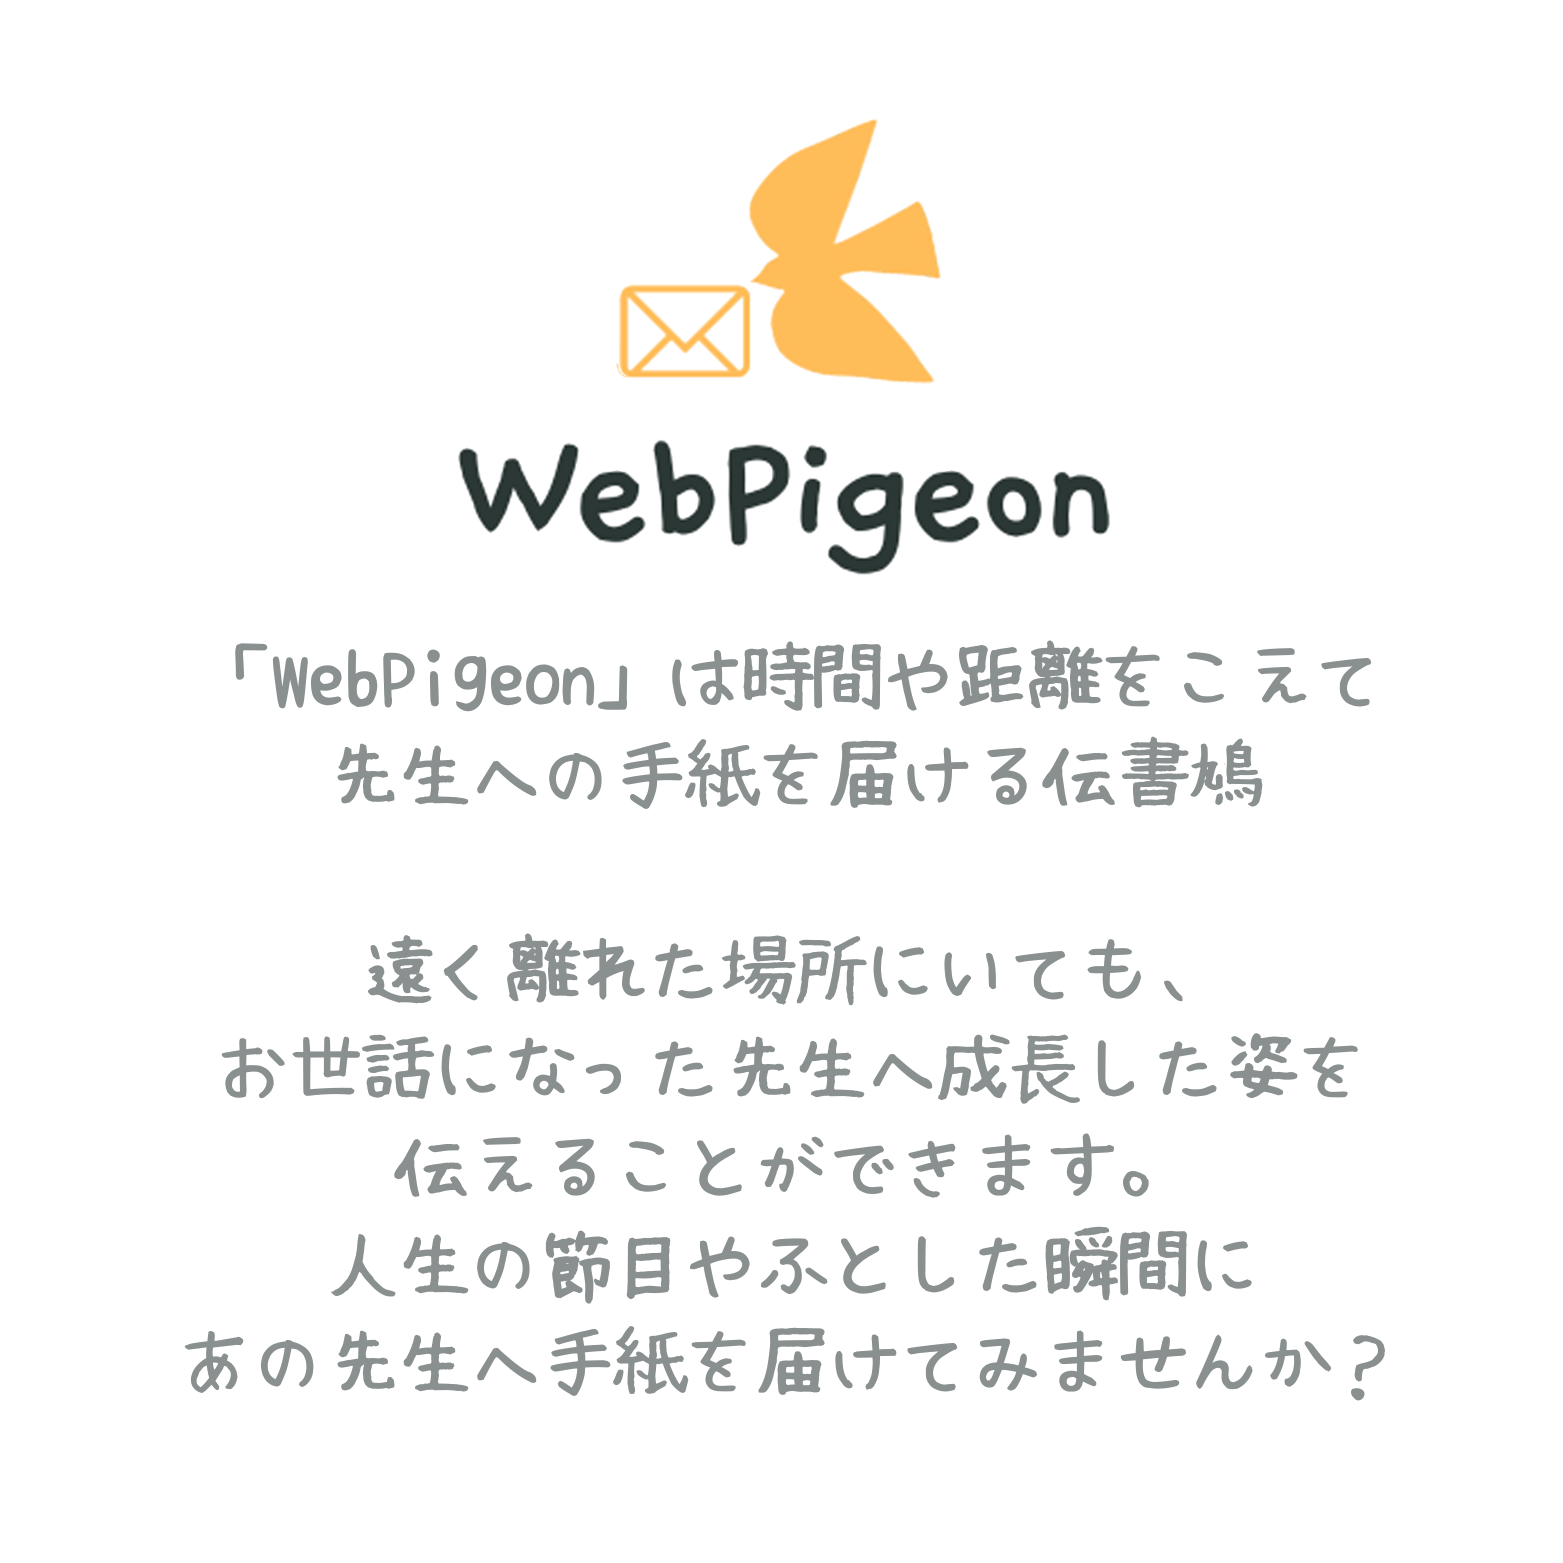 WebPigeon
「WebPigeon」は時間や距離をこえて
先生への手紙を届ける伝書鳩
遠く離れた場所にいても、
お世話になった先生へ成長した姿を
伝えることができます。
人生の節目やふとした瞬間に
あの先生へ手紙を届けてみませんか？